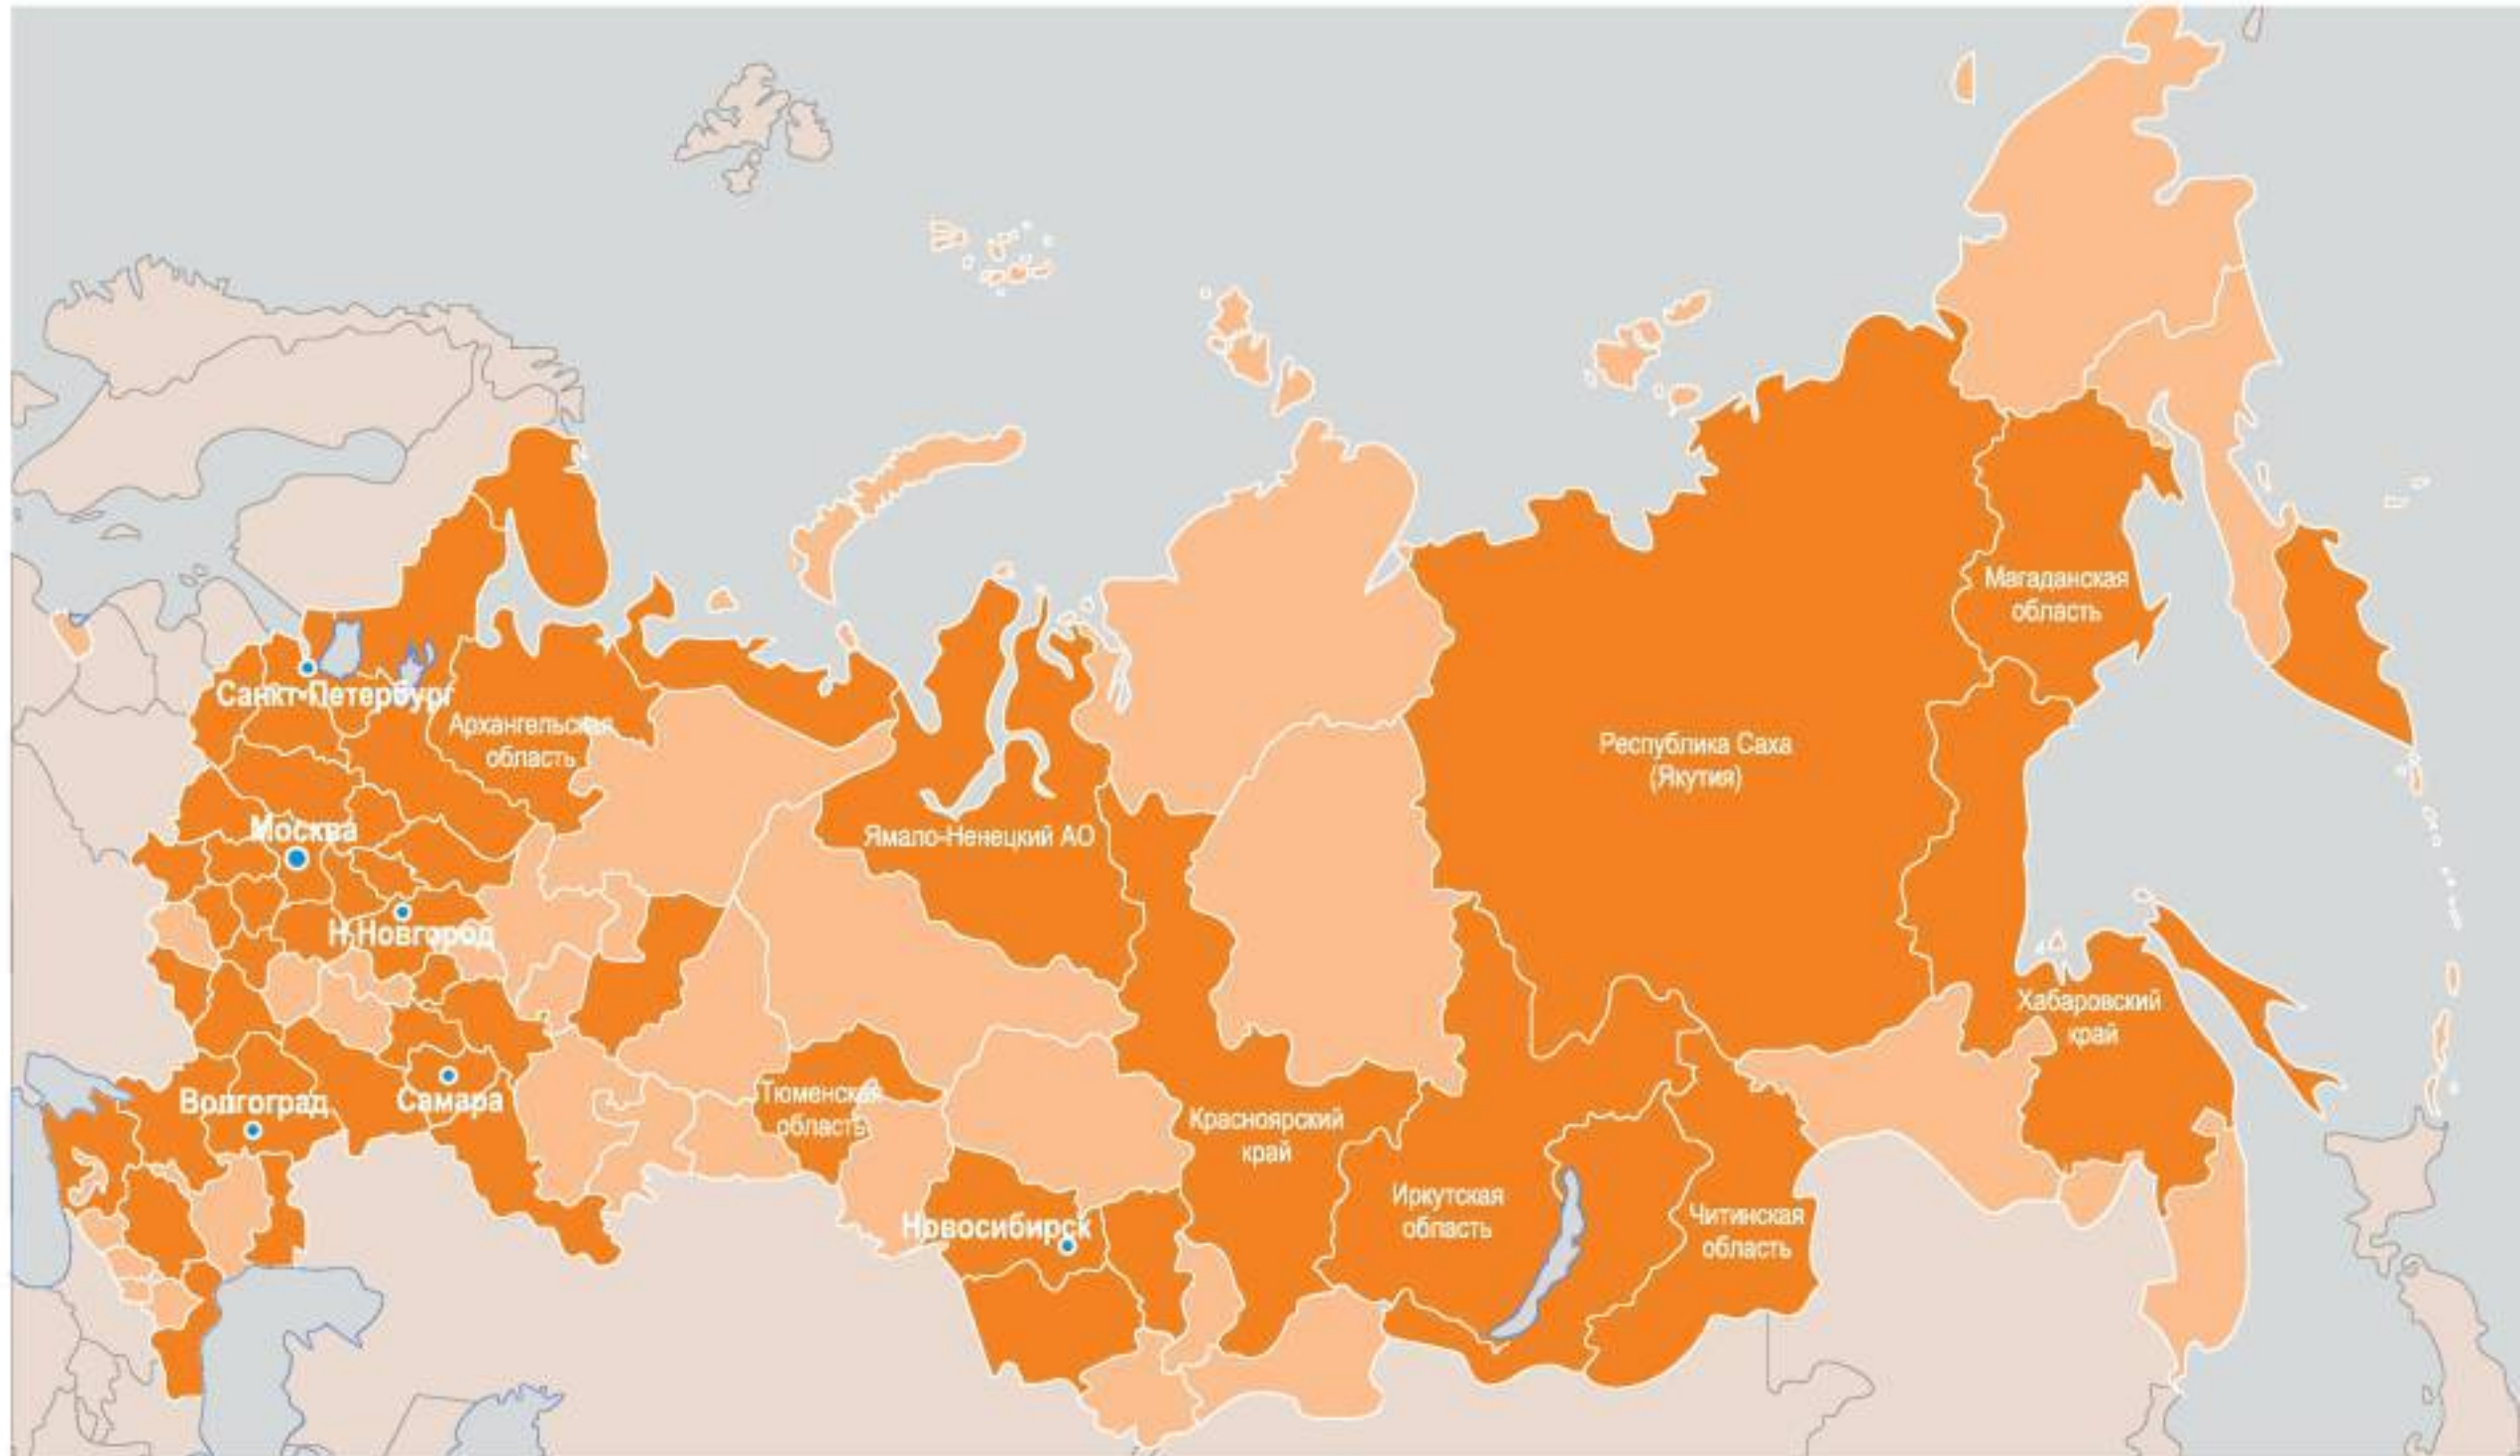 Магаданская
область
Санкт-Петербург
Архангельская
область
Республика Саха
(Якутия)
Москва
Ямало-Ненецкий АО
Н.Новгород
Хабаровский
край
Тюменская
область
Волгоград
Самара
Красноярский
край
Иркутская
область
Новосибирск
Читинская
область